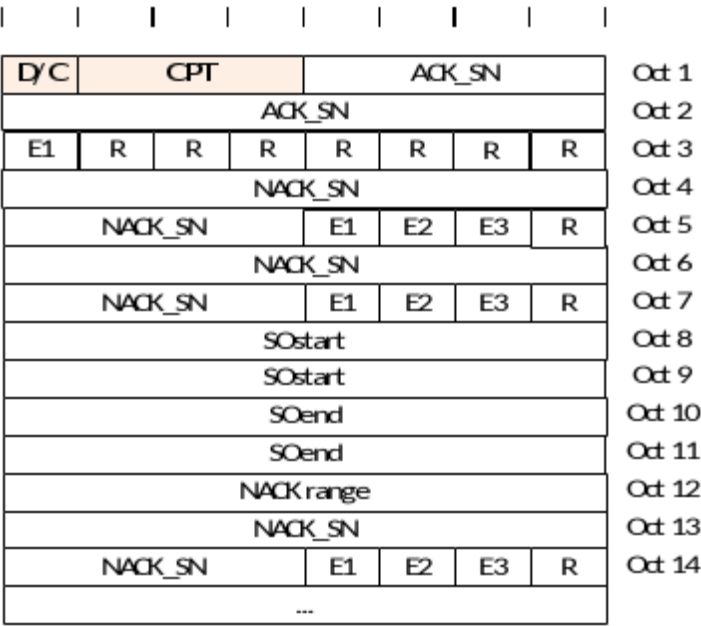 D/C CPT ACK_SN Oct 1
ACK_SN Oct 2
E1 R R R R R R R Oct 3
NACK_SN Oct 4
NACK_SN E1 E2 E3 R Oct 5
NACK_SN Oct 6
NACK_SN E1 E2 E3 R Oct 7
SOstart Oct 8
SOstart Oct 9
SOend Oct 10
SOend Oct 11
NACK range Oct 12
NACK_SN Oct 13
NACK_SN E1 E2 E3 R Oct 14
...